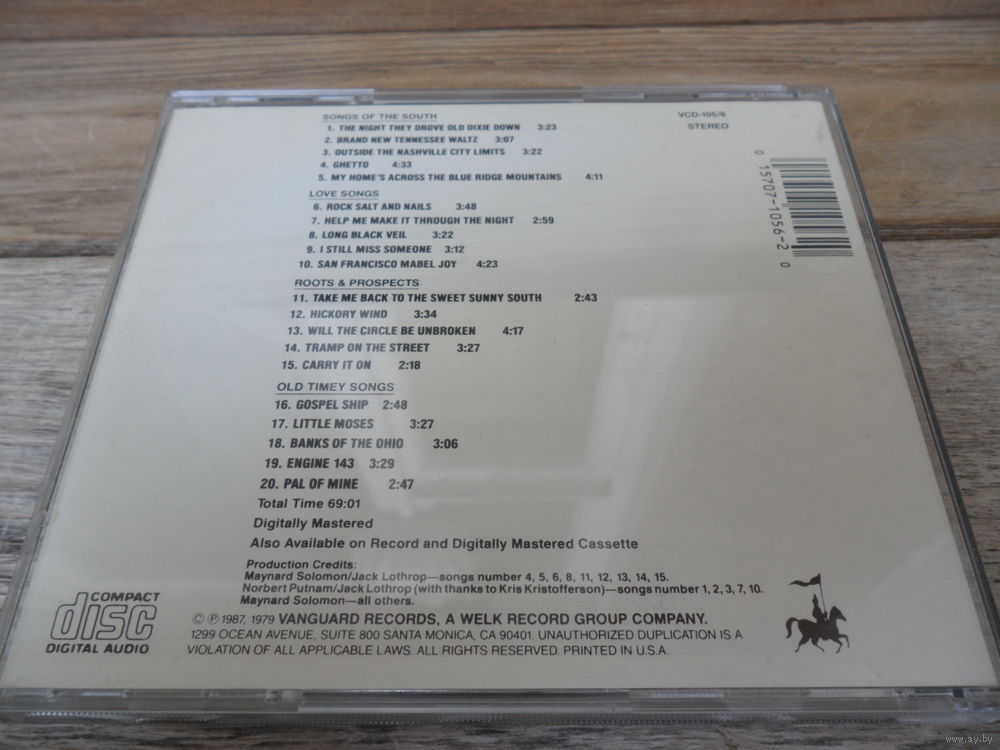 SONGS OF THE SOUTH
1. THE NIGHT THEY DROVE OLD DIXIE DOWN 3:23
2. BRAND NEW TENNESSEE WALTZ 3:07
3. OUTSIDE THE NASHVILLE CITY LIMITS 3:22
4. GHETTO 4:33
5. MY HOME'S ACROSS THE BLUE RIDGE MOUNTAINS 4:11
LOVE SONGS
6. ROCK SALT AND NAILS 3:48
7. HELP ME MAKE IT THROUGH THE NIGHT 2:59
8. LONG BLACK VEIL 3:22
9. I STILL MISS SOMEONE 3:12
10. SAN FRANCISCO MABEL JOY 4:23
ROOTS & PROSPECTS
11. TAKE ME BACK TO THE SWEET SUNNY SOUTH 2:43
12. HICKORY WIND 3:34
13. WILL THE CIRCLE BE UNBROKEN 4:17
14. TRAMP ON THE STREET 3:27
15. CARRY IT ON 2:18
OLD TIMEY SONGS
16. GOSPEL SHIP 2:48
17. LITTLE MOSES 3:27
18. BANKS OF THE OHIO 3:06
19. ENGINE 143 3:29
20. PAL OF MINE 2:47
Total Time 69:01
Digitally Mastered
Also Available on Record and Digitally Mastered Cassette
Production Credits:
Maynard Solomon/Jack Lothrop—songs number 4, 5, 6, 8, 11, 12, 13, 14, 15.
Norbert Putnam/Jack Lothrop (with thanks to Kris Kristofferson)—songs number 1, 2, 3, 7, 10.
Maynard Solomon—all others.
© ℗ 1987, 1979 VANGUARD RECORDS, A WELK RECORD GROUP COMPANY.
1299 OCEAN AVENUE, SUITE 800 SANTA MONICA, CA 90401. UNAUTHORIZED DUPLICATION IS A
VIOLATION OF ALL APPLICABLE LAWS. ALL RIGHTS RESERVED. PRINTED IN U.S.A.
VCD-105/6
STEREO
0 15707-1056-2 0
COMPACT
disc
DIGITAL AUDIO
www.ay.by